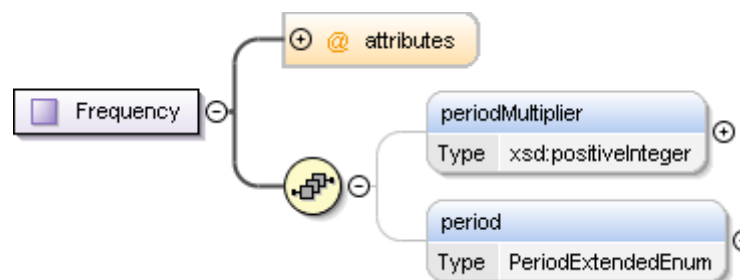 @ attributes
Frequency
periodMultiplier
Type xsd:positiveInteger
period
Type PeriodExtendedEnum